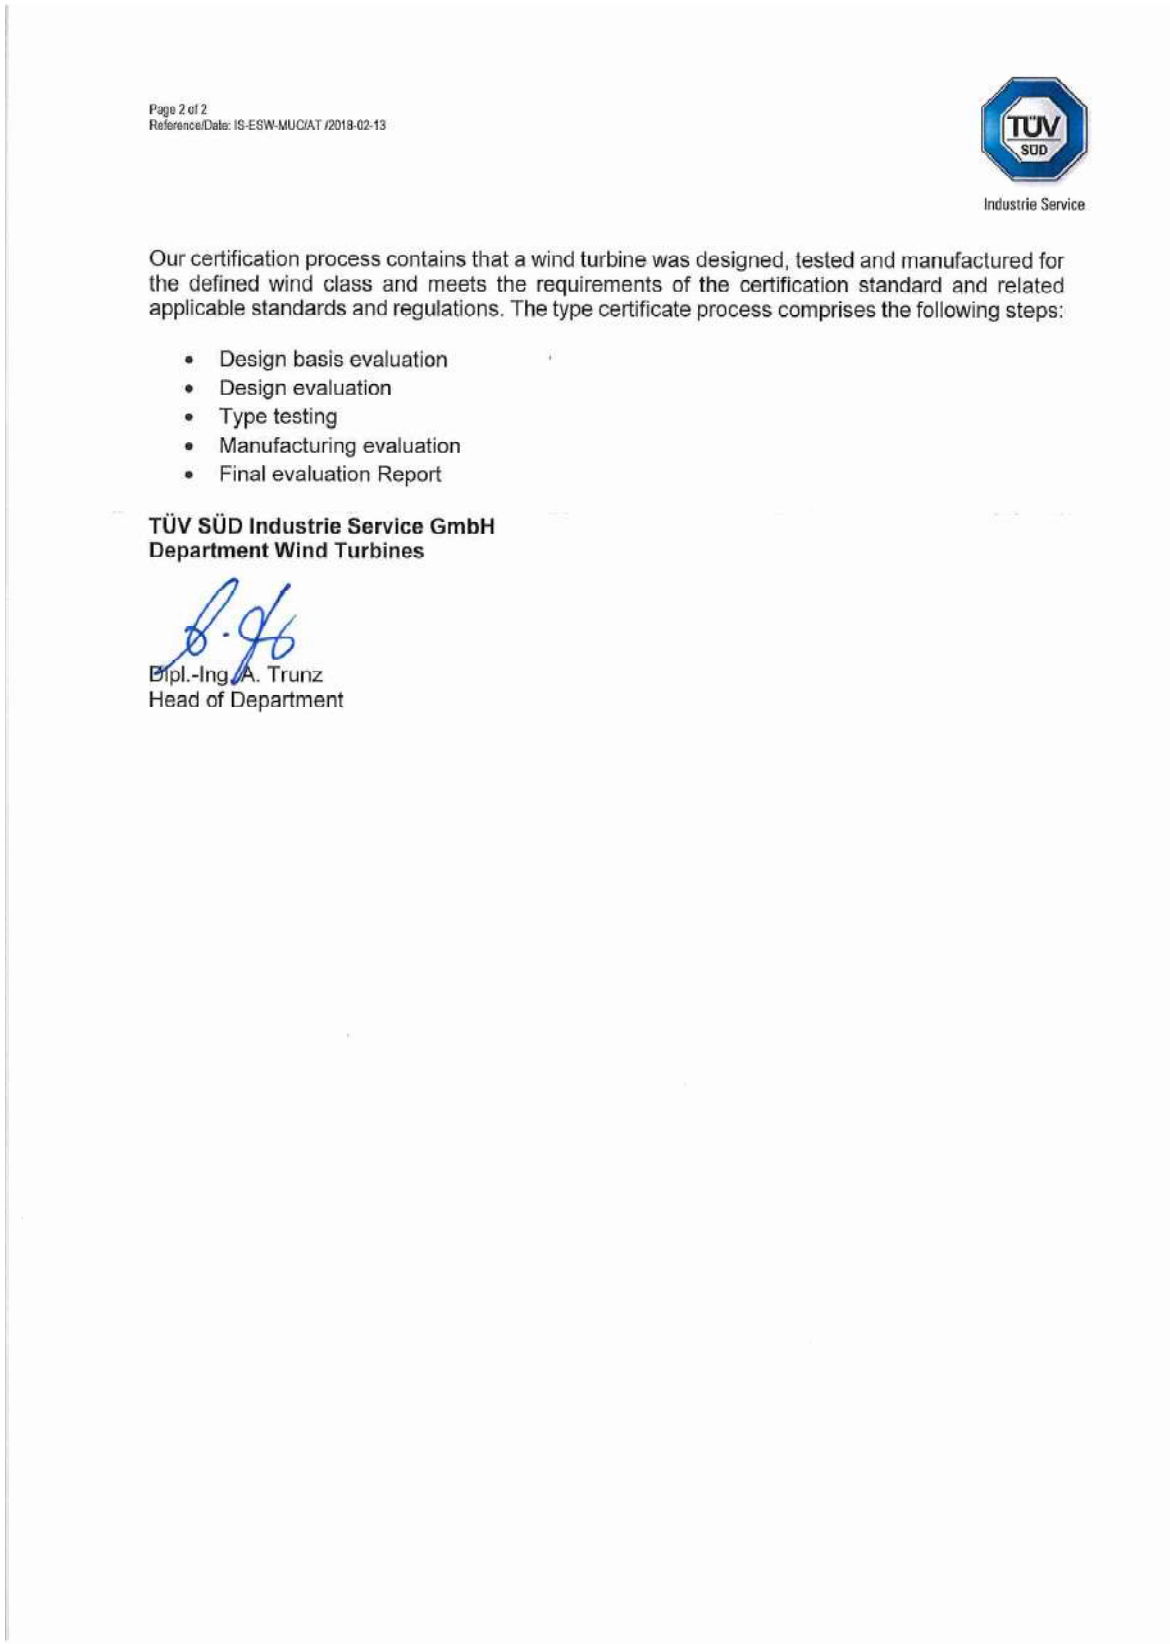 Page 2 of 2
Reference/Date: IS-ESW-MUC/AT /2018-02-13
TÜV
SÜD
Industrie Service
Our certification process contains that a wind turbine was designed, tested and manufactured for
the defined wind class and meets the requirements of the certification standard and related
applicable standards and regulations. The type certificate process comprises the following steps:
• Design basis evaluation
• Design evaluation
• Type testing
• Manufacturing evaluation
• Final evaluation Report
TÜV SÜD Industrie Service GmbH
Department Wind Turbines
Dipl.-Ing. A. Trunz
Head of Department